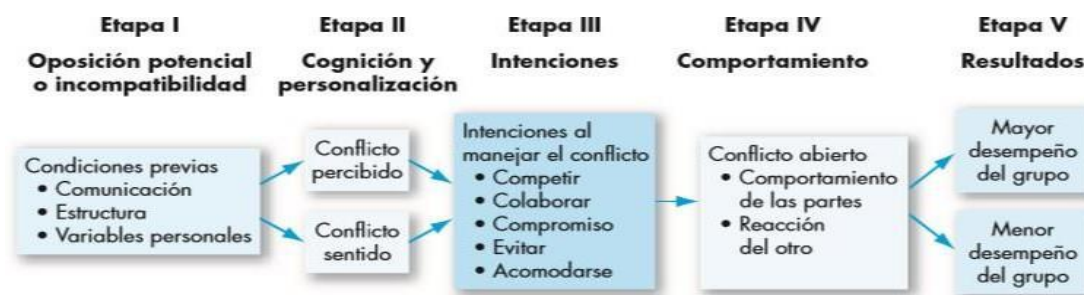 Etapa I
Oposición potencial
o incompatibilidad
Etapa II
Cognición y
personalización
Etapa III
Intenciones
Etapa IV
Comportamiento
Etapa V
Resultados
Condiciones previas
• Comunicación
• Estructura
• Variables personales
Conflicto
percibido
Conflicto
sentido
Intenciones al
manejar el conflicto
• Competir
• Colaborar
• Compromiso
• Evitar
• Acomodarse
Conflicto abierto
• Comportamiento
de las partes
• Reacción
del otro
Mayor
desempeño
del grupo
Menor
desempeño
del grupo